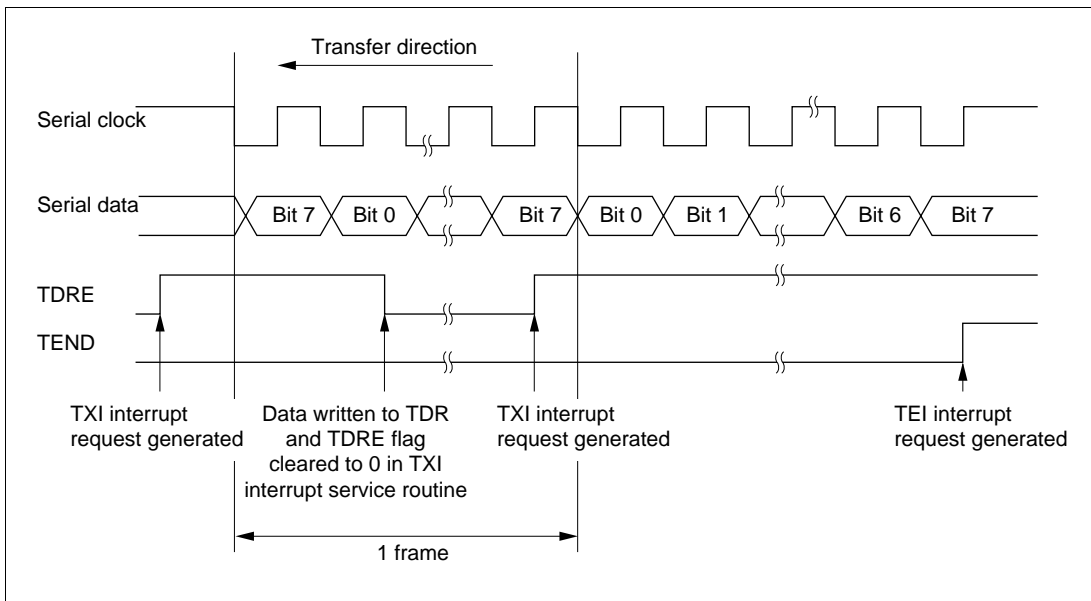 Transfer direction
Serial clock
Serial data
Bit 7 Bit 0 Bit 7 Bit 0 Bit 1 Bit 6 Bit 7
TDRE
TEND
TXI interrupt
request generated
Data written to TDR
and TDRE flag
cleared to 0 in TXI
interrupt service routine
TXI interrupt
request generated
TEI interrupt
request generated
1 frame